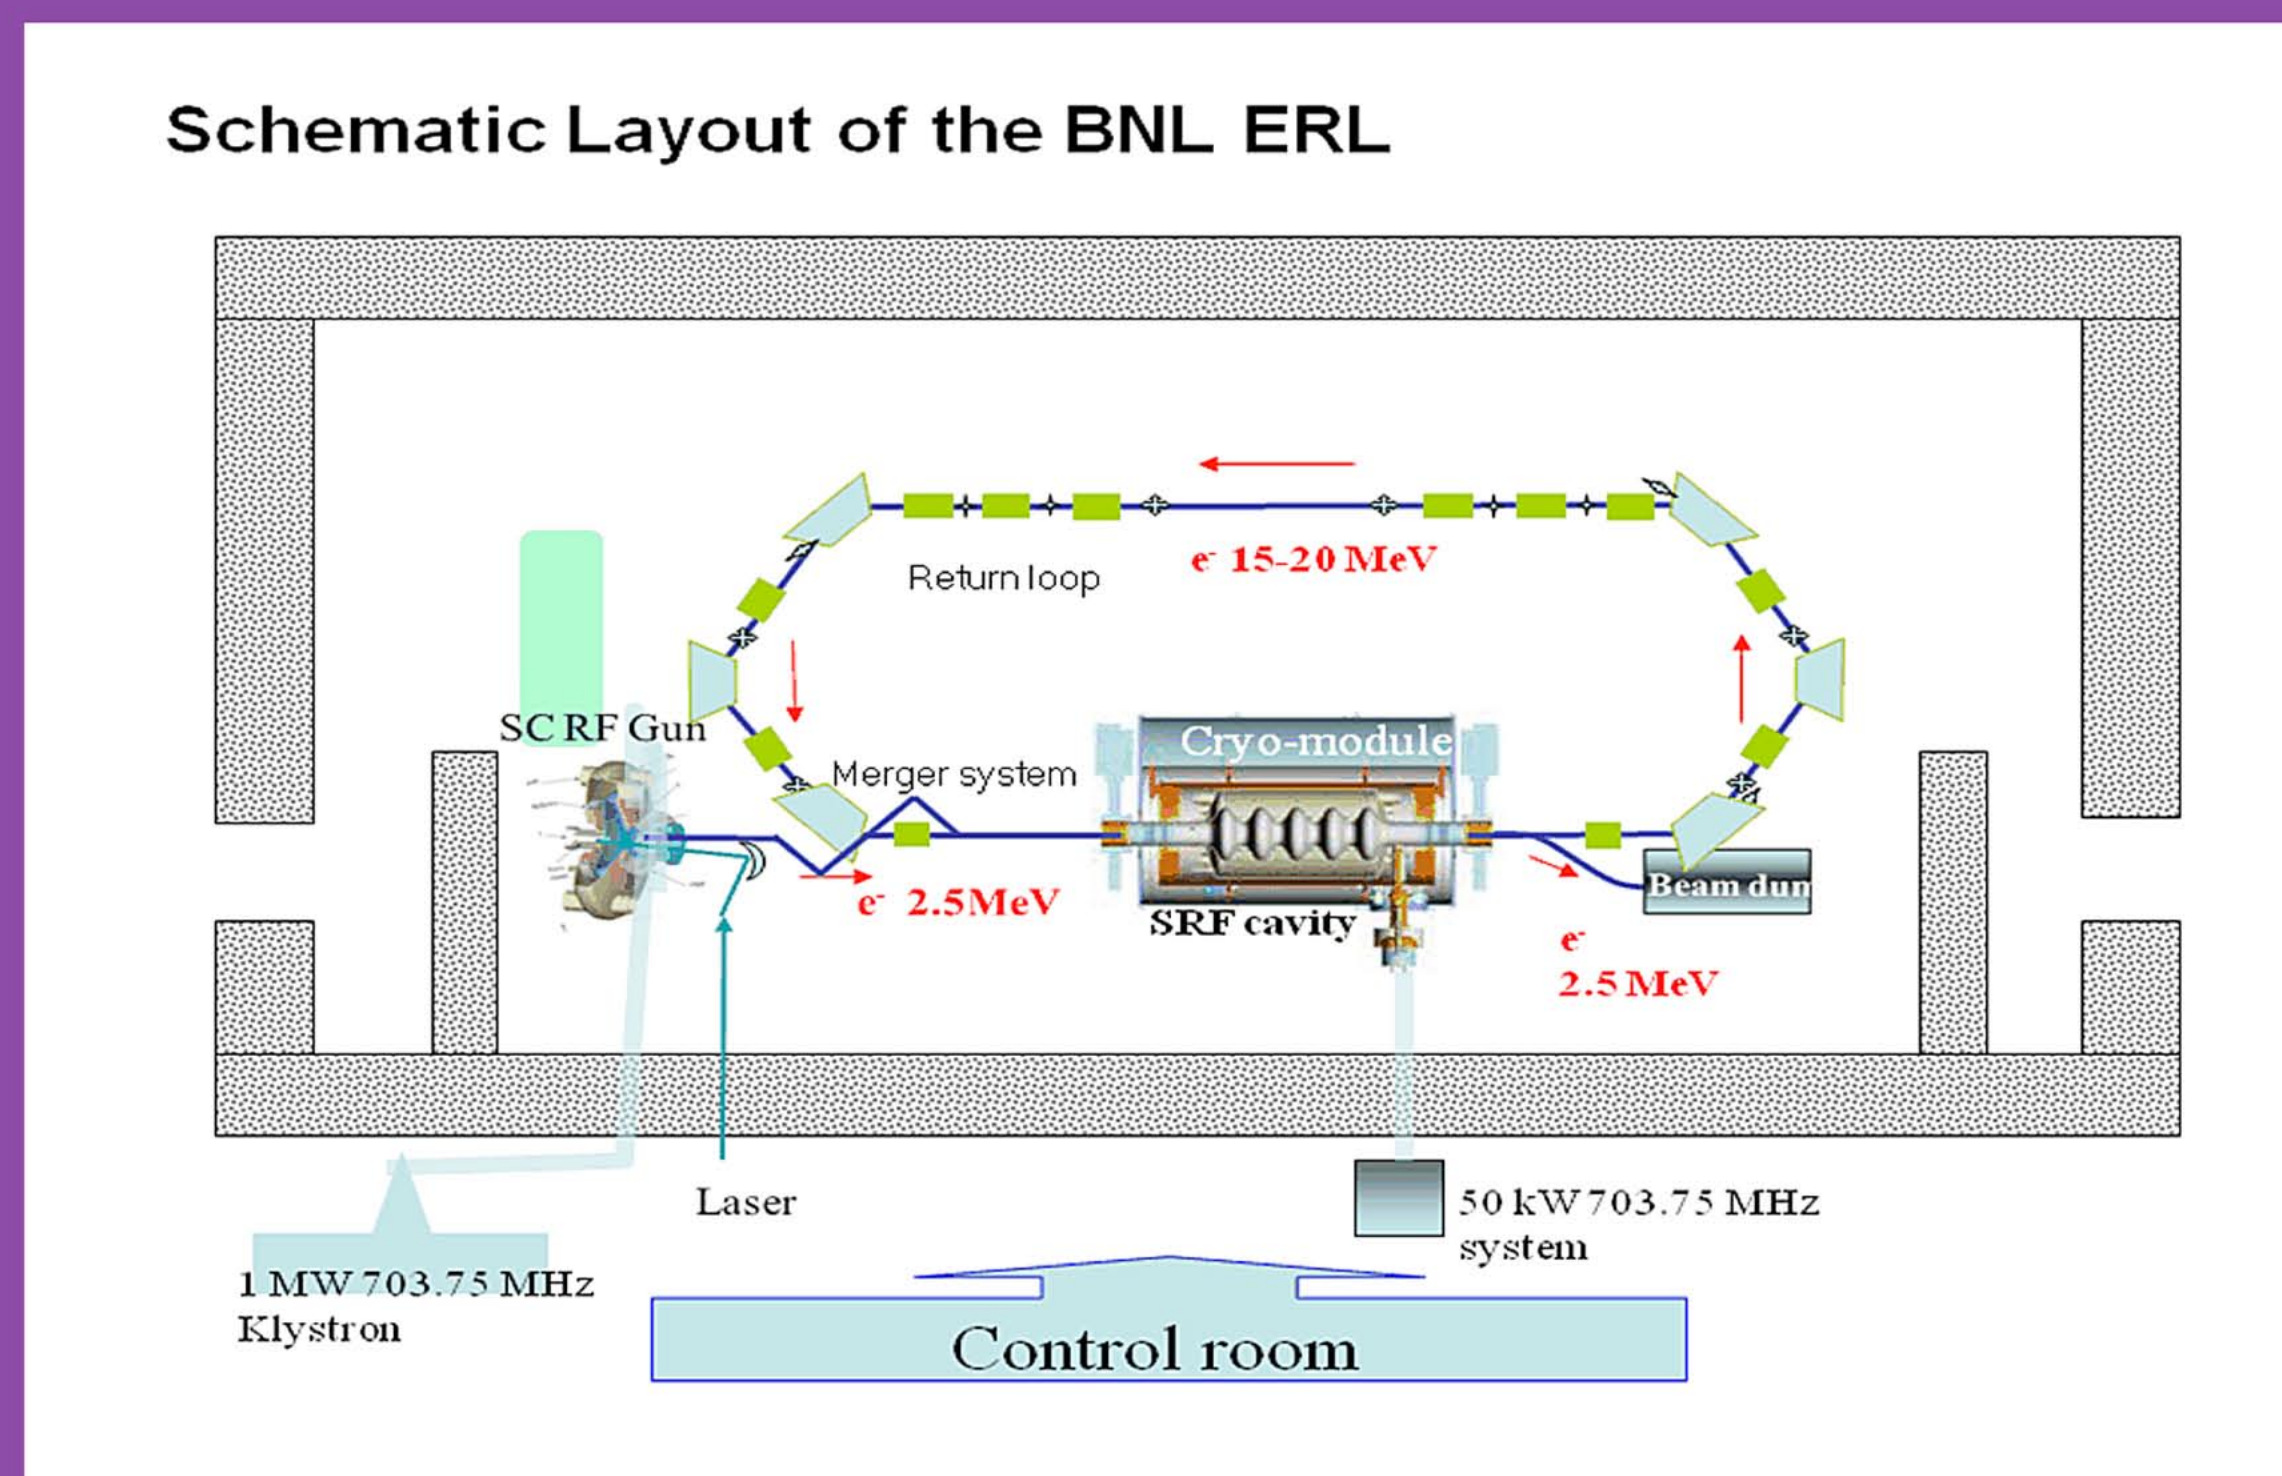 Schematic Layout of the BNL ERL
e- 15-20 MeV
Return loop
SC RF Gun
Merger system
Cryo-module
e- 2.5MeV
SRF cavity
Beam dum
e-
2.5 MeV
Laser
50 kW 703.75 MHz
system
1 MW 703.75 MHz
Klystron
Control room